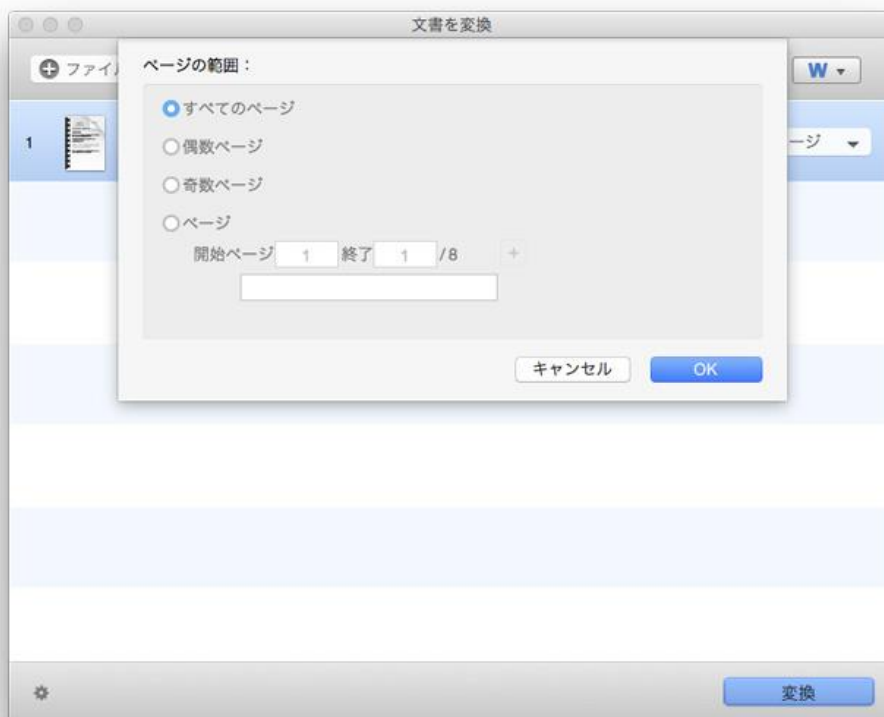 文書を変換
ファイル
W
ページの範囲：
すべてのページ
偶数ページ
奇数ページ
ページ
開始ページ 1 終了 1 /8 +
キャンセル OK
1
ージ
変換